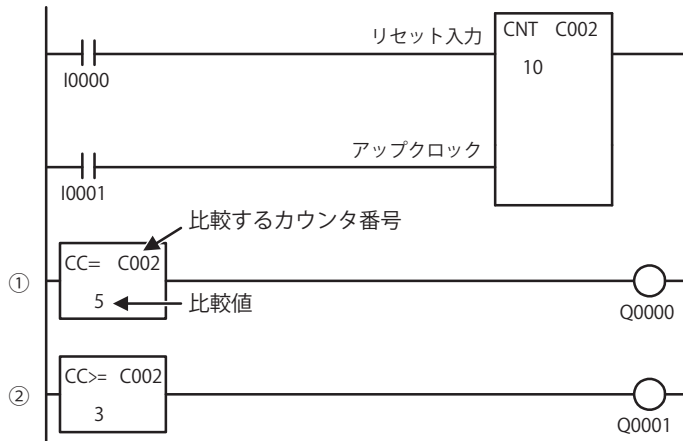 リセット入力
CNT C002
10
I0000
アップクロック
I0001
比較するカウンタ番号
① CC= C002
5
比較値
Q0000
② CC>= C002
3
Q0001